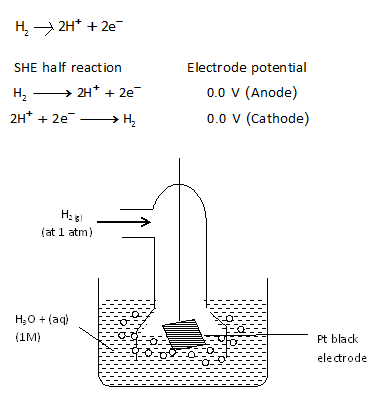 H₂ → 2H⁺ + 2e⁻
SHE half reaction Electrode potential
H₂ → 2H⁺ + 2e⁻ 0.0 V (Anode)
2H⁺ + 2e⁻ → H₂ 0.0 V (Cathode)
H₂ (g)
(at 1 atm)
H₃O + (aq)
(1M)
Pt black
electrode